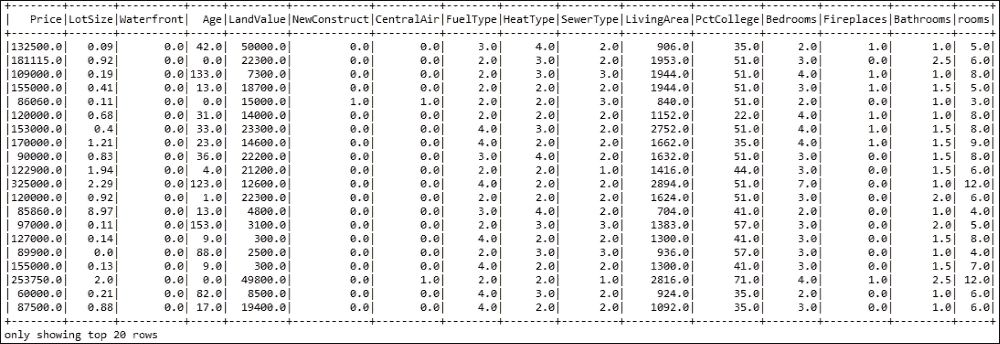 | Price|LotSize|Waterfront| Age|LandValue|NewConstruct|CentralAir|FuelType|HeatType|SewerType|LivingArea|PctCollege|Bedrooms|Fireplaces|Bathrooms|rooms|
|132500.0| 0.09| 0.0| 42.0| 50000.0| 0.0| 0.0| 3.0| 4.0| 2.0| 906.0| 35.0| 2.0| 1.0| 1.0| 5.0|
|181115.0| 0.92| 0.0| 0.0| 22300.0| 0.0| 0.0| 2.0| 3.0| 2.0| 1953.0| 51.0| 3.0| 0.0| 2.5| 6.0|
|109000.0| 0.19| 0.0|133.0| 7300.0| 0.0| 0.0| 2.0| 3.0| 3.0| 1944.0| 51.0| 4.0| 1.0| 1.0| 8.0|
|155000.0| 0.41| 0.0| 13.0| 18700.0| 0.0| 0.0| 2.0| 2.0| 2.0| 1944.0| 51.0| 3.0| 1.0| 1.5| 5.0|
| 86060.0| 0.11| 0.0| 0.0| 15000.0| 1.0| 1.0| 2.0| 2.0| 3.0| 840.0| 51.0| 2.0| 0.0| 1.0| 3.0|
|120000.0| 0.68| 0.0| 31.0| 14000.0| 0.0| 0.0| 2.0| 2.0| 2.0| 1152.0| 22.0| 4.0| 1.0| 1.0| 8.0|
|153000.0| 0.4| 0.0| 33.0| 23300.0| 0.0| 0.0| 4.0| 3.0| 2.0| 2752.0| 51.0| 4.0| 1.0| 1.5| 8.0|
|170000.0| 1.21| 0.0| 23.0| 14600.0| 0.0| 0.0| 4.0| 2.0| 2.0| 1662.0| 35.0| 4.0| 1.0| 1.5| 9.0|
| 90000.0| 0.83| 0.0| 36.0| 22200.0| 0.0| 0.0| 3.0| 4.0| 2.0| 1632.0| 51.0| 3.0| 0.0| 1.5| 8.0|
|122900.0| 1.94| 0.0| 4.0| 21200.0| 0.0| 0.0| 2.0| 2.0| 1.0| 1416.0| 44.0| 3.0| 0.0| 1.5| 6.0|
|325000.0| 2.29| 0.0|123.0| 12600.0| 0.0| 0.0| 4.0| 2.0| 2.0| 2894.0| 51.0| 7.0| 0.0| 1.0| 12.0|
|120000.0| 0.92| 0.0| 1.0| 22300.0| 0.0| 0.0| 2.0| 2.0| 2.0| 1624.0| 51.0| 3.0| 0.0| 2.0| 6.0|
| 85860.0| 8.97| 0.0| 13.0| 4800.0| 0.0| 0.0| 3.0| 4.0| 2.0| 704.0| 41.0| 2.0| 0.0| 1.0| 4.0|
| 97000.0| 0.11| 0.0|153.0| 3100.0| 0.0| 0.0| 2.0| 3.0| 3.0| 1383.0| 57.0| 3.0| 0.0| 2.0| 5.0|
|127000.0| 0.14| 0.0| 9.0| 300.0| 0.0| 0.0| 4.0| 2.0| 2.0| 1300.0| 41.0| 3.0| 0.0| 1.5| 8.0|
| 89900.0| 0.0| 0.0| 88.0| 2500.0| 0.0| 0.0| 2.0| 3.0| 3.0| 936.0| 57.0| 3.0| 0.0| 1.0| 4.0|
|155000.0| 0.13| 0.0| 9.0| 300.0| 0.0| 0.0| 4.0| 2.0| 2.0| 1300.0| 41.0| 3.0| 0.0| 1.5| 7.0|
|253750.0| 2.0| 0.0| 0.0| 49800.0| 0.0| 1.0| 2.0| 2.0| 1.0| 2816.0| 71.0| 4.0| 1.0| 2.5| 12.0|
| 60000.0| 0.21| 0.0| 82.0| 8500.0| 0.0| 0.0| 4.0| 3.0| 2.0| 924.0| 35.0| 2.0| 0.0| 1.0| 6.0|
| 87500.0| 0.88| 0.0| 17.0| 19400.0| 0.0| 0.0| 4.0| 2.0| 2.0| 1092.0| 35.0| 3.0| 0.0| 1.0| 6.0|
only showing top 20 rows